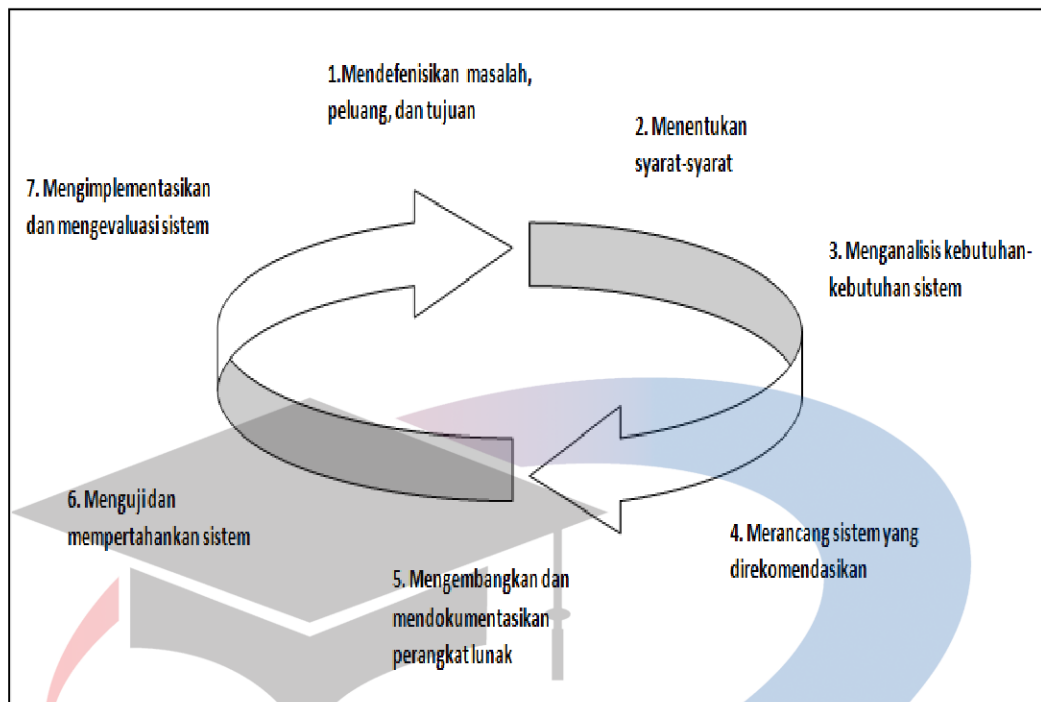 1.Mendefenisikan masalah,
peluang, dan tujuan
2. Menentukan
syarat-syarat
3. Menganalisis kebutuhan-
kebutuhan sistem
4. Merancang sistem yang
direkomendasikan
5. Mengembangkan dan
mendokumentasikan
perangkat lunak
6. Menguji dan
mempertahankan sistem
7. Mengimplementasikan
dan mengevaluasi sistem